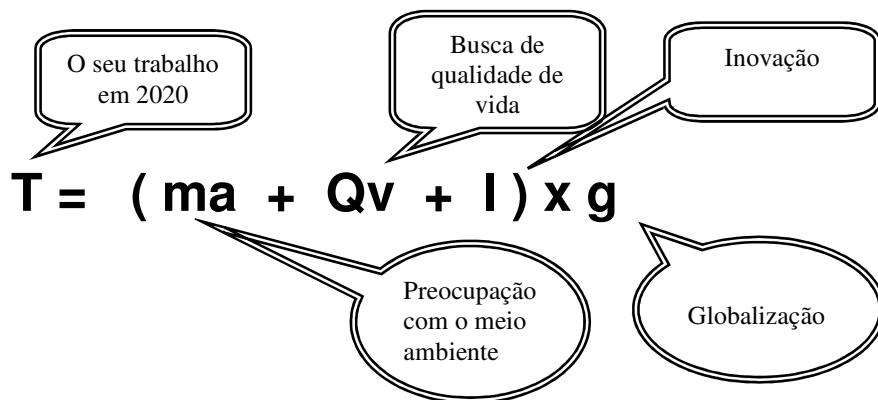 O seu trabalho
em 2020
Busca de
qualidade de
vida
Inovação
T = ( ma + Qv + I ) x g
Preocupação
com o meio
ambiente
Globalização